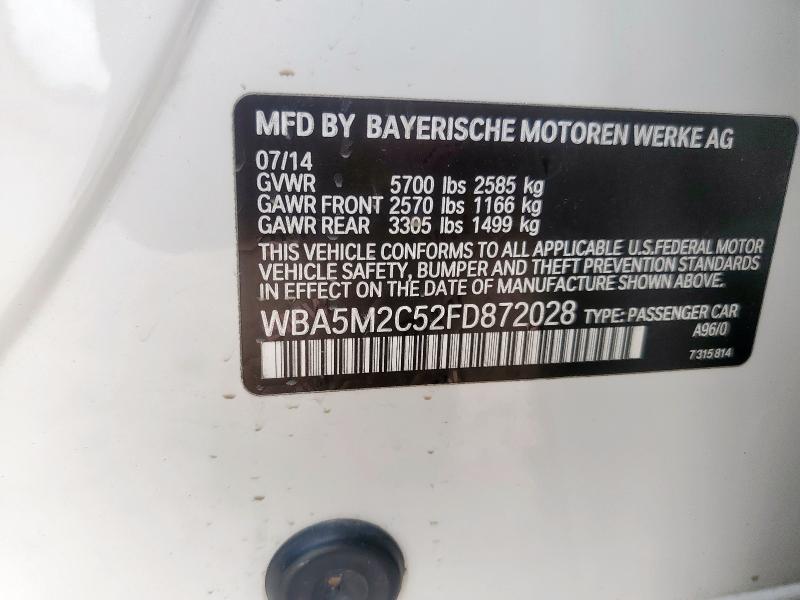 MFD BY BAYERISCHE MOTOREN WERKE AG
07/14
GVWR 5700 lbs 2585 kg
GAWR FRONT 2570 lbs 1166 kg
GAWR REAR 3305 lbs 1499 kg
THIS VEHICLE CONFORMS TO ALL APPLICABLE U.S.FEDERAL MOTOR
VEHICLE SAFETY, BUMPER AND THEFT PREVENTION STANDARDS
IN EFFECT ON THE DATE OF MANUFACTURE SHOWN ABOVE.
WBA5M2C52FD872028 TYPE: PASSENGER CAR
A96/0
7315814